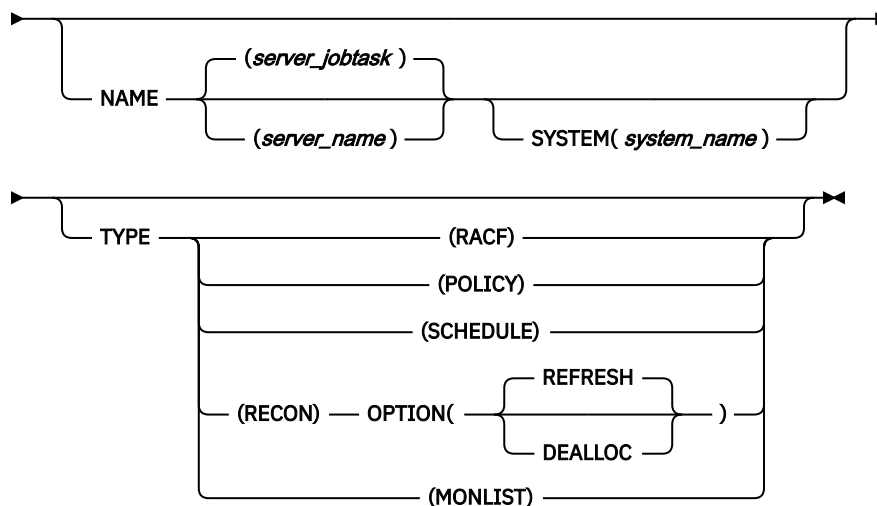 (server_jobtask )
NAME
(server_name )
SYSTEM( system_name )
TYPE (RACF)
(POLICY)
(SCHEDULE)
REFRESH
(RECON) OPTION( )
DEALLOC
(MONLIST)